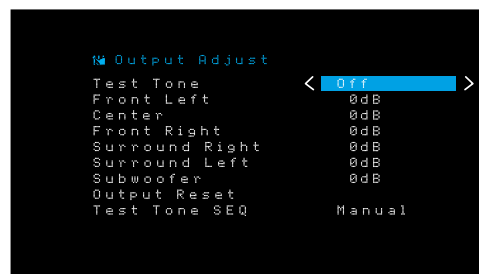 Output Adjust
Test Tone < Off >
Front Left 0dB
Center 0dB
Front Right 0dB
Surround Right 0dB
Surround Left 0dB
Subwoofer 0dB
Output Reset
Test Tone SEQ Manual